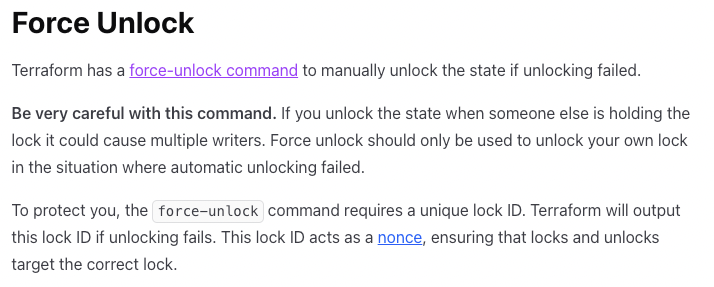 Force Unlock
Terraform has a force-unlock command to manually unlock the state if unlocking failed.
Be very careful with this command. If you unlock the state when someone else is holding the
lock it could cause multiple writers. Force unlock should only be used to unlock your own lock
in the situation where automatic unlocking failed.
To protect you, the force-unlock command requires a unique lock ID. Terraform will output
this lock ID if unlocking fails. This lock ID acts as a nonce, ensuring that locks and unlocks
target the correct lock.